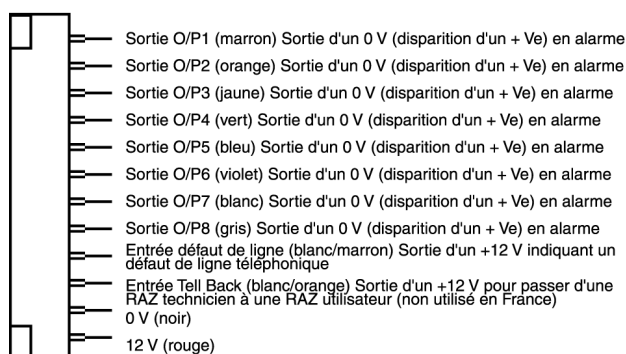 Sortie O/P1 (marron) Sortie d'un 0 V (disparition d'un + Ve) en alarme
Sortie O/P2 (orange) Sortie d'un 0 V (disparition d'un + Ve) en alarme
Sortie O/P3 (jaune) Sortie d'un 0 V (disparition d'un + Ve) en alarme
Sortie O/P4 (vert) Sortie d'un 0 V (disparition d'un + Ve) en alarme
Sortie O/P5 (bleu) Sortie d'un 0 V (disparition d'un + Ve) en alarme
Sortie O/P6 (violet) Sortie d'un 0 V (disparition d'un + Ve) en alarme
Sortie O/P7 (blanc) Sortie d'un 0 V (disparition d'un + Ve) en alarme
Sortie O/P8 (gris) Sortie d'un 0 V (disparition d'un + Ve) en alarme
Entrée défaut de ligne (blanc/marron) Sortie d'un +12 V indiquant un
défaut de ligne téléphonique
Entrée Tell Back (blanc/orange) Sortie d'un +12 V pour passer d'une
RAZ technicien à une RAZ utilisateur (non utilisé en France)
0 V (noir)
12 V (rouge)